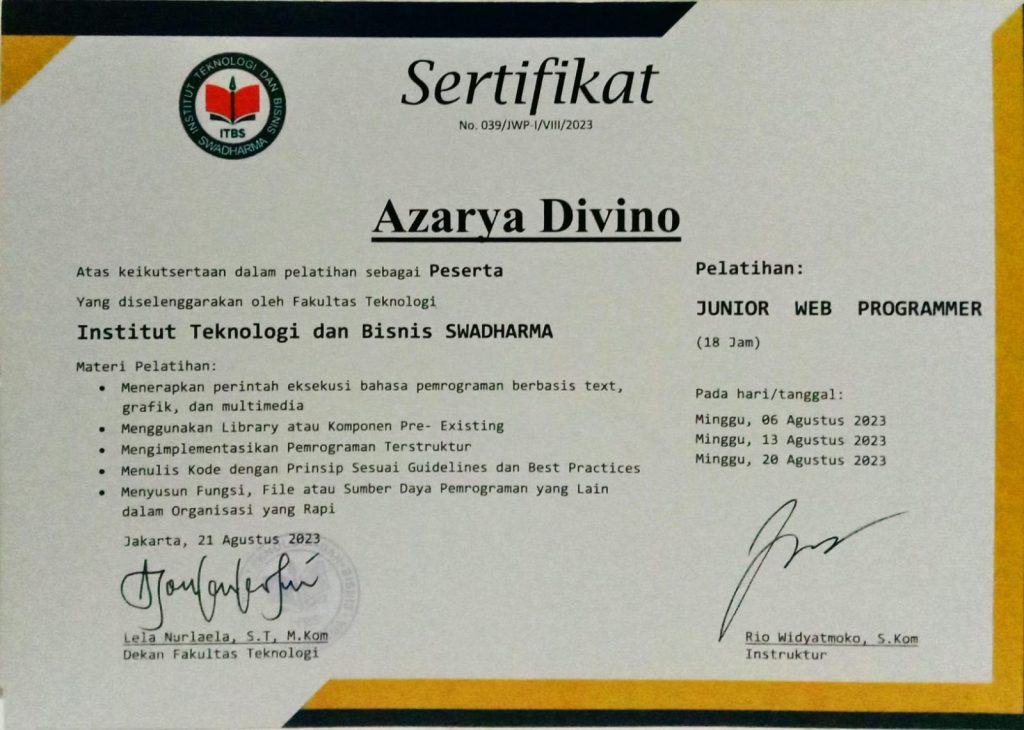 INSTITUT TEKNOLOGI DAN BISNIS SWADHARMA
ITBS
Sertifikat
No. 039/JWP-I/VIII/2023
Azarya Divino
Atas keikutsertaan dalam pelatihan sebagai Peserta
Yang diselenggarakan oleh Fakultas Teknologi
Institut Teknologi dan Bisnis SWADHARMA
Materi Pelatihan:
• Menerapkan perintah eksekusi bahasa pemrograman berbasis text,
grafik, dan multimedia
• Menggunakan Library atau Komponen Pre- Existing
• Mengimplementasikan Pemrograman Terstruktur
• Menulis Kode dengan Prinsip Sesuai Guidelines dan Best Practices
• Menyusun Fungsi, File atau Sumber Daya Pemrograman yang Lain
dalam Organisasi yang Rapi
Jakarta, 21 Agustus 2023
Lela Nurlaela, S.T, M.Kom
Dekan Fakultas Teknologi
Pelatihan:
JUNIOR WEB PROGRAMMER
(18 Jam)
Pada hari/tanggal:
Minggu, 06 Agustus 2023
Minggu, 13 Agustus 2023
Minggu, 20 Agustus 2023
Rio Widyatmoko, S.Kom
Instruktur